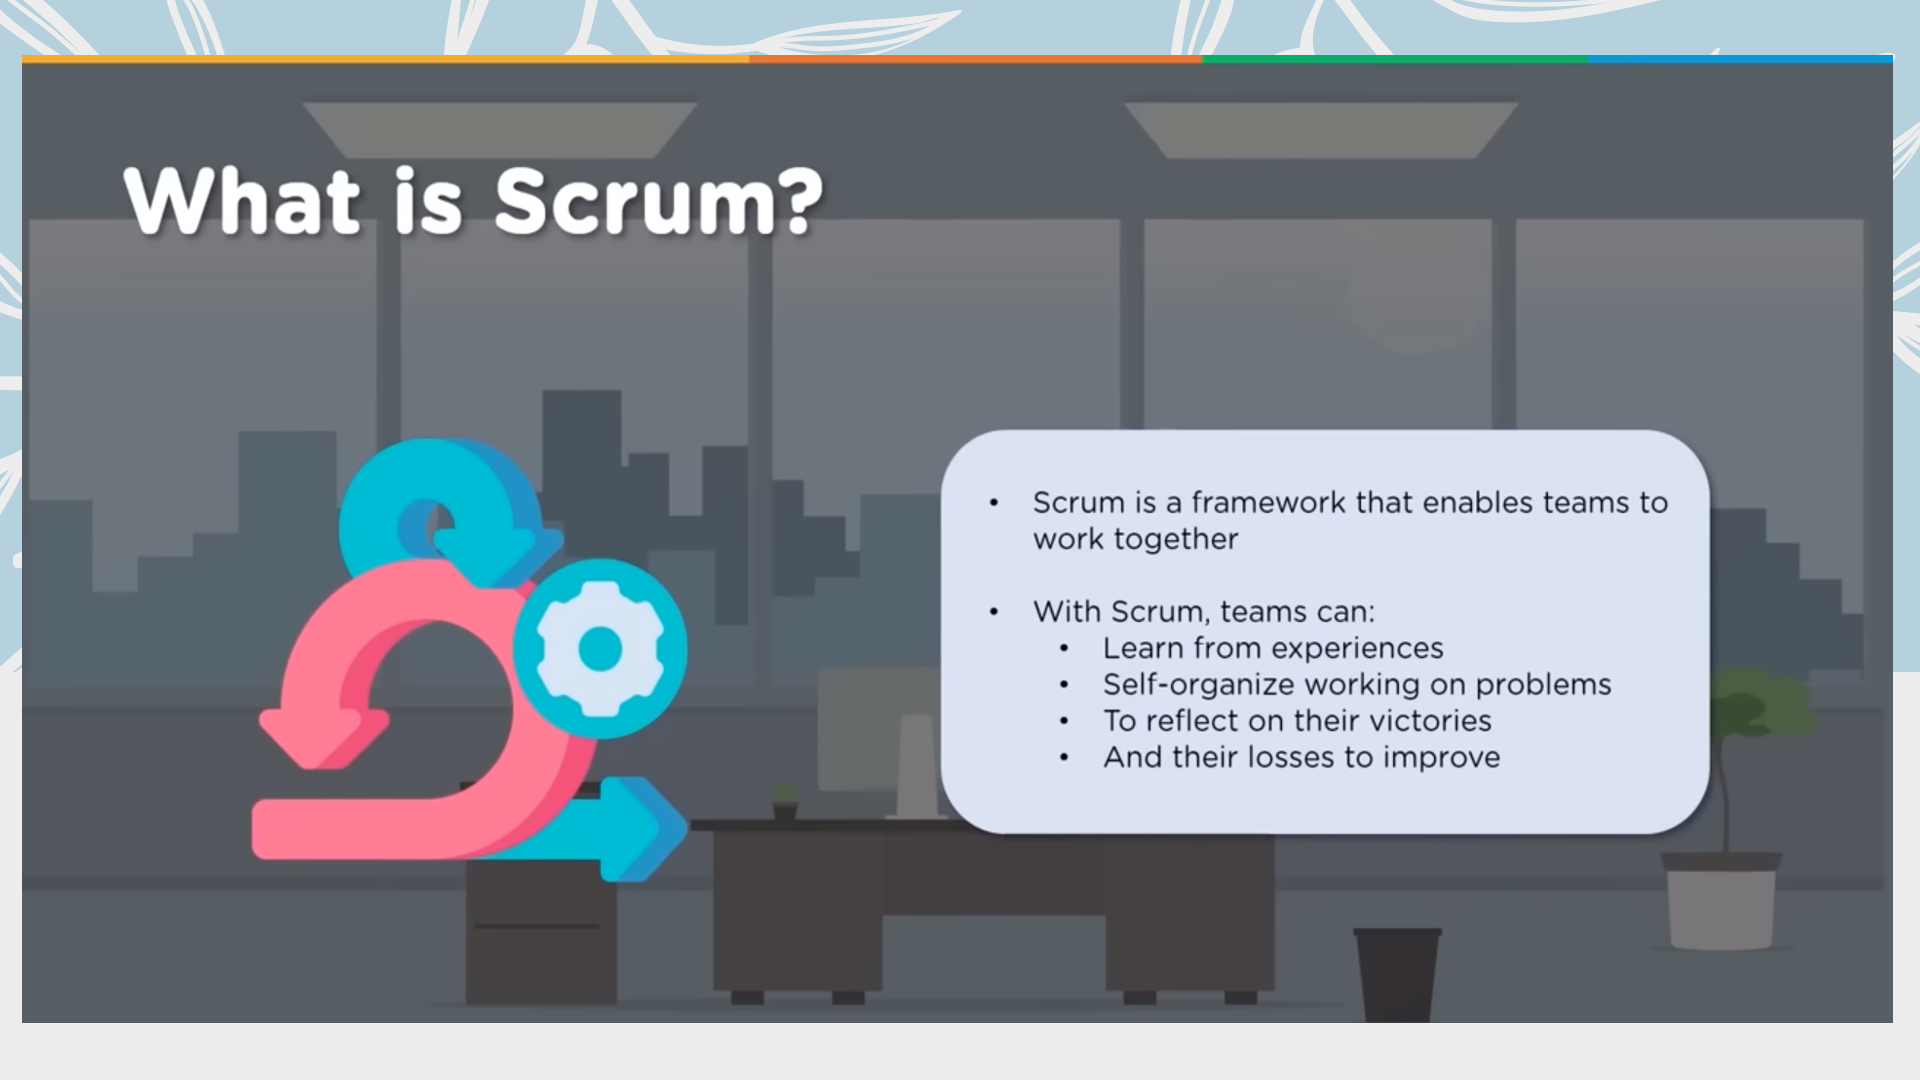 What is Scrum?
• Scrum is a framework that enables teams to
work together
• With Scrum, teams can:
• Learn from experiences
• Self-organize working on problems
• To reflect on their victories
• And their losses to improve